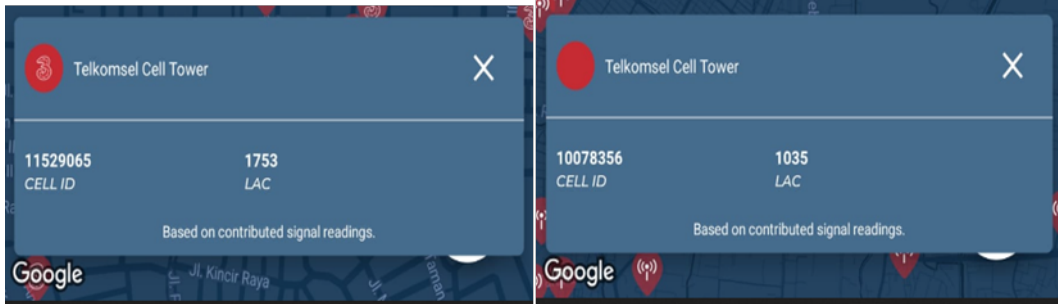 Telkomsel Cell Tower
11529065 1753
CELL ID LAC
Based on contributed signal readings.
Google
Jl. Kincir Raya
Taman
Telkomsel Cell Tower
10078356 1035
CELL ID LAC
Based on contributed signal readings.
Google